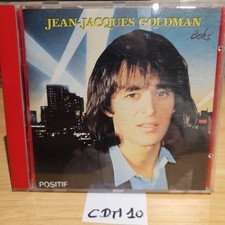 JEAN-JACQUES GOLDMAN
POSITIF
CDM 10